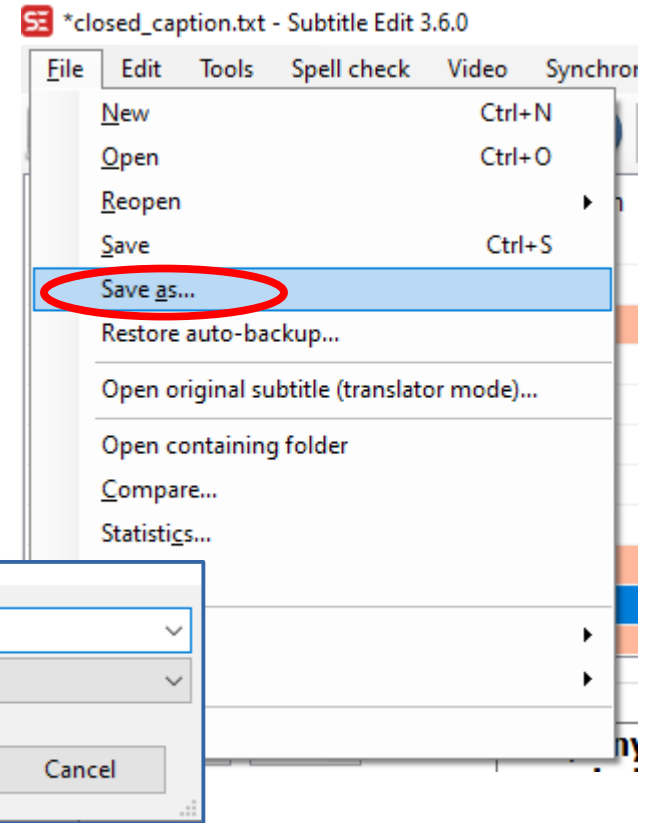 SE *closed_caption.txt - Subtitle Edit 3.6.0
File Edit Tools Spell check Video
New Ctrl+N
Open Ctrl+O
Reopen
Save Ctrl+S
Save as...
Restore auto-backup...
Open original subtitle (translator mode)...
Open containing folder
Compare...
Statistics...
Cancel